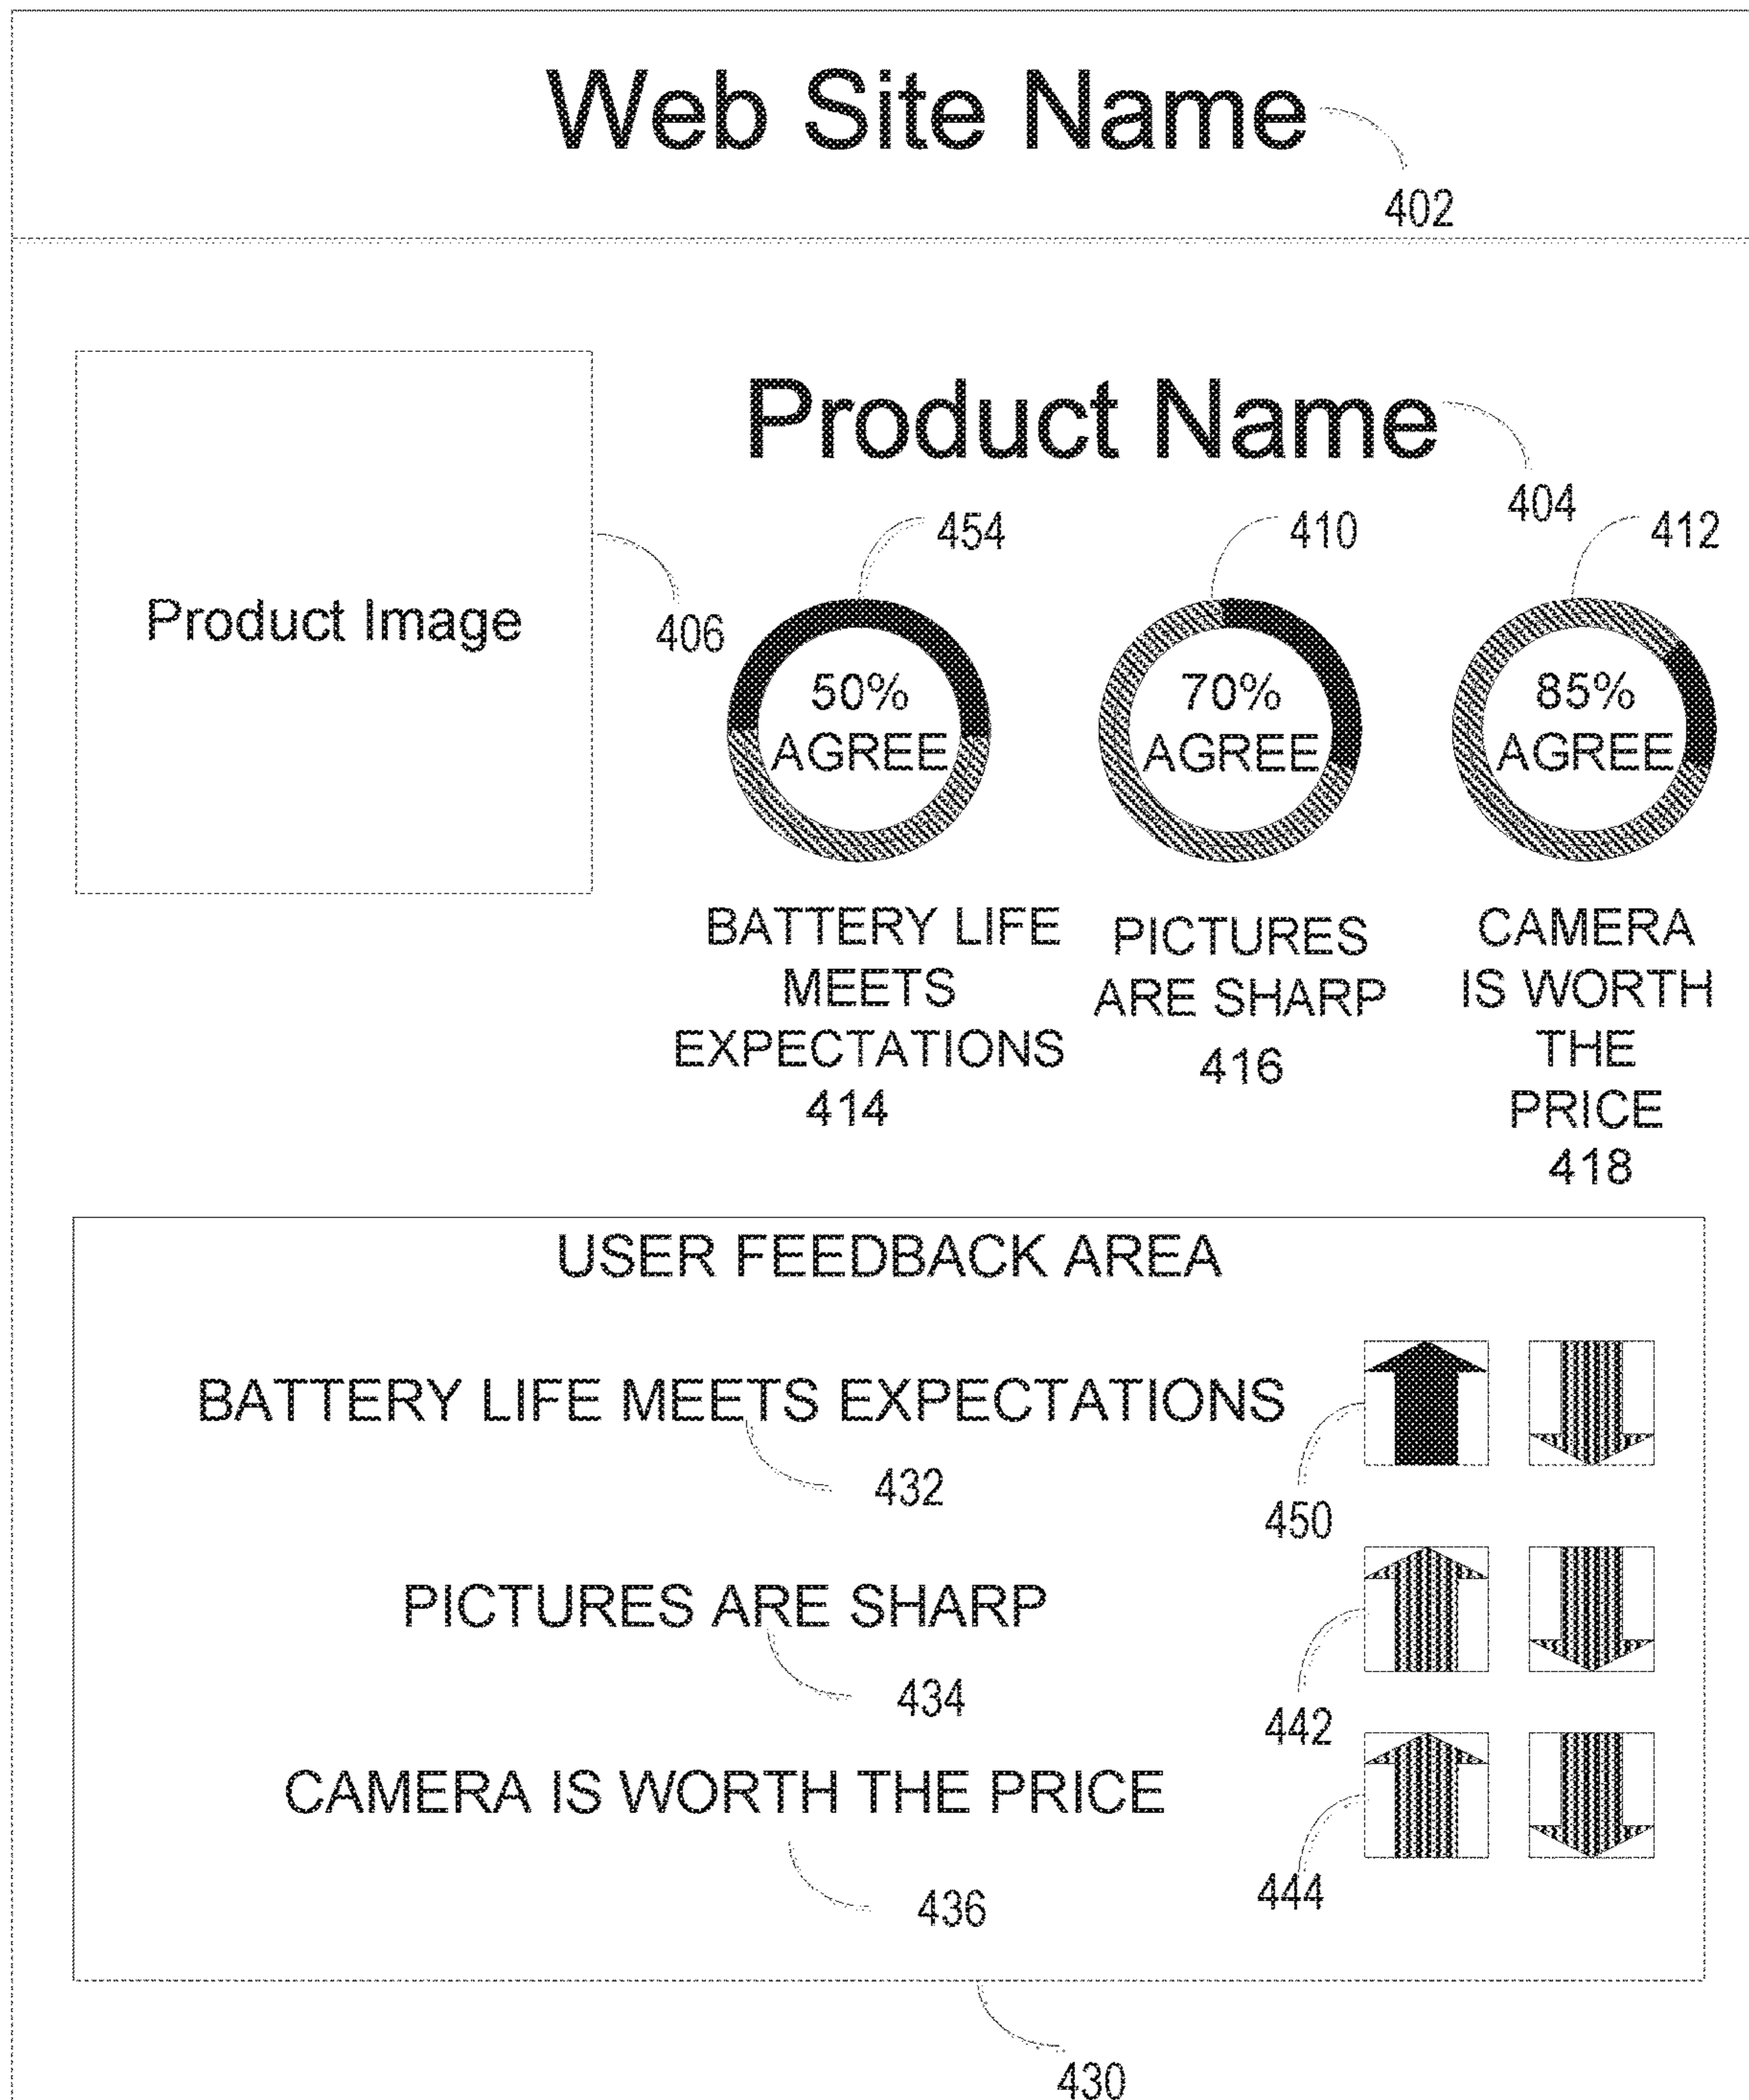 Web Site Name
402
Product Name
404
Product Image
406
454
410
412
50%
AGREE
70%
AGREE
85%
AGREE
BATTERY LIFE
MEETS
EXPECTATIONS
414
PICTURES
ARE SHARP
416
CAMERA
IS WORTH
THE
PRICE
418
USER FEEDBACK AREA
BATTERY LIFE MEETS EXPECTATIONS
432
450
PICTURES ARE SHARP
434
442
CAMERA IS WORTH THE PRICE
436
444
430